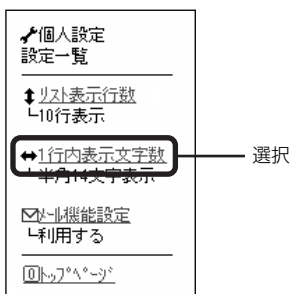 個人設定
設定一覧
リスト表示行数
└10行表示
1行内表示文字数
選択
└半角14文字表示
メール機能設定
└利用する
0トップページ